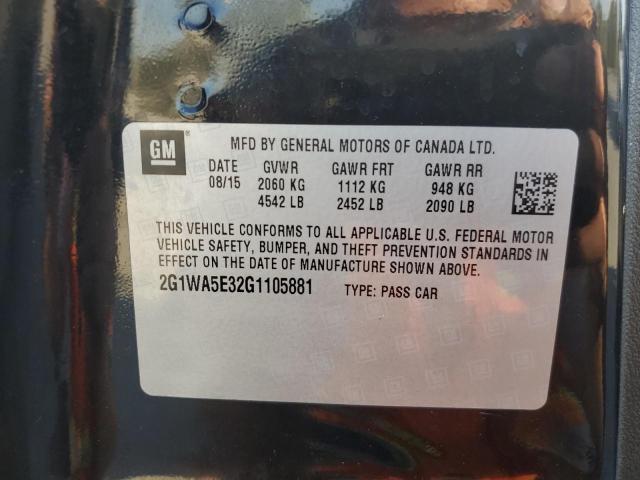 GM
MFD BY GENERAL MOTORS OF CANADA LTD.
DATE GVWR GAWR FRT GAWR RR
08/15 2060 KG 1112 KG 948 KG
4542 LB 2452 LB 2090 LB
THIS VEHICLE CONFORMS TO ALL APPLICABLE U.S. FEDERAL MOTOR
VEHICLE SAFETY, BUMPER, AND THEFT PREVENTION STANDARDS IN
EFFECT ON THE DATE OF MANUFACTURE SHOWN ABOVE.
2G1WA5E32G1105881 TYPE: PASS CAR